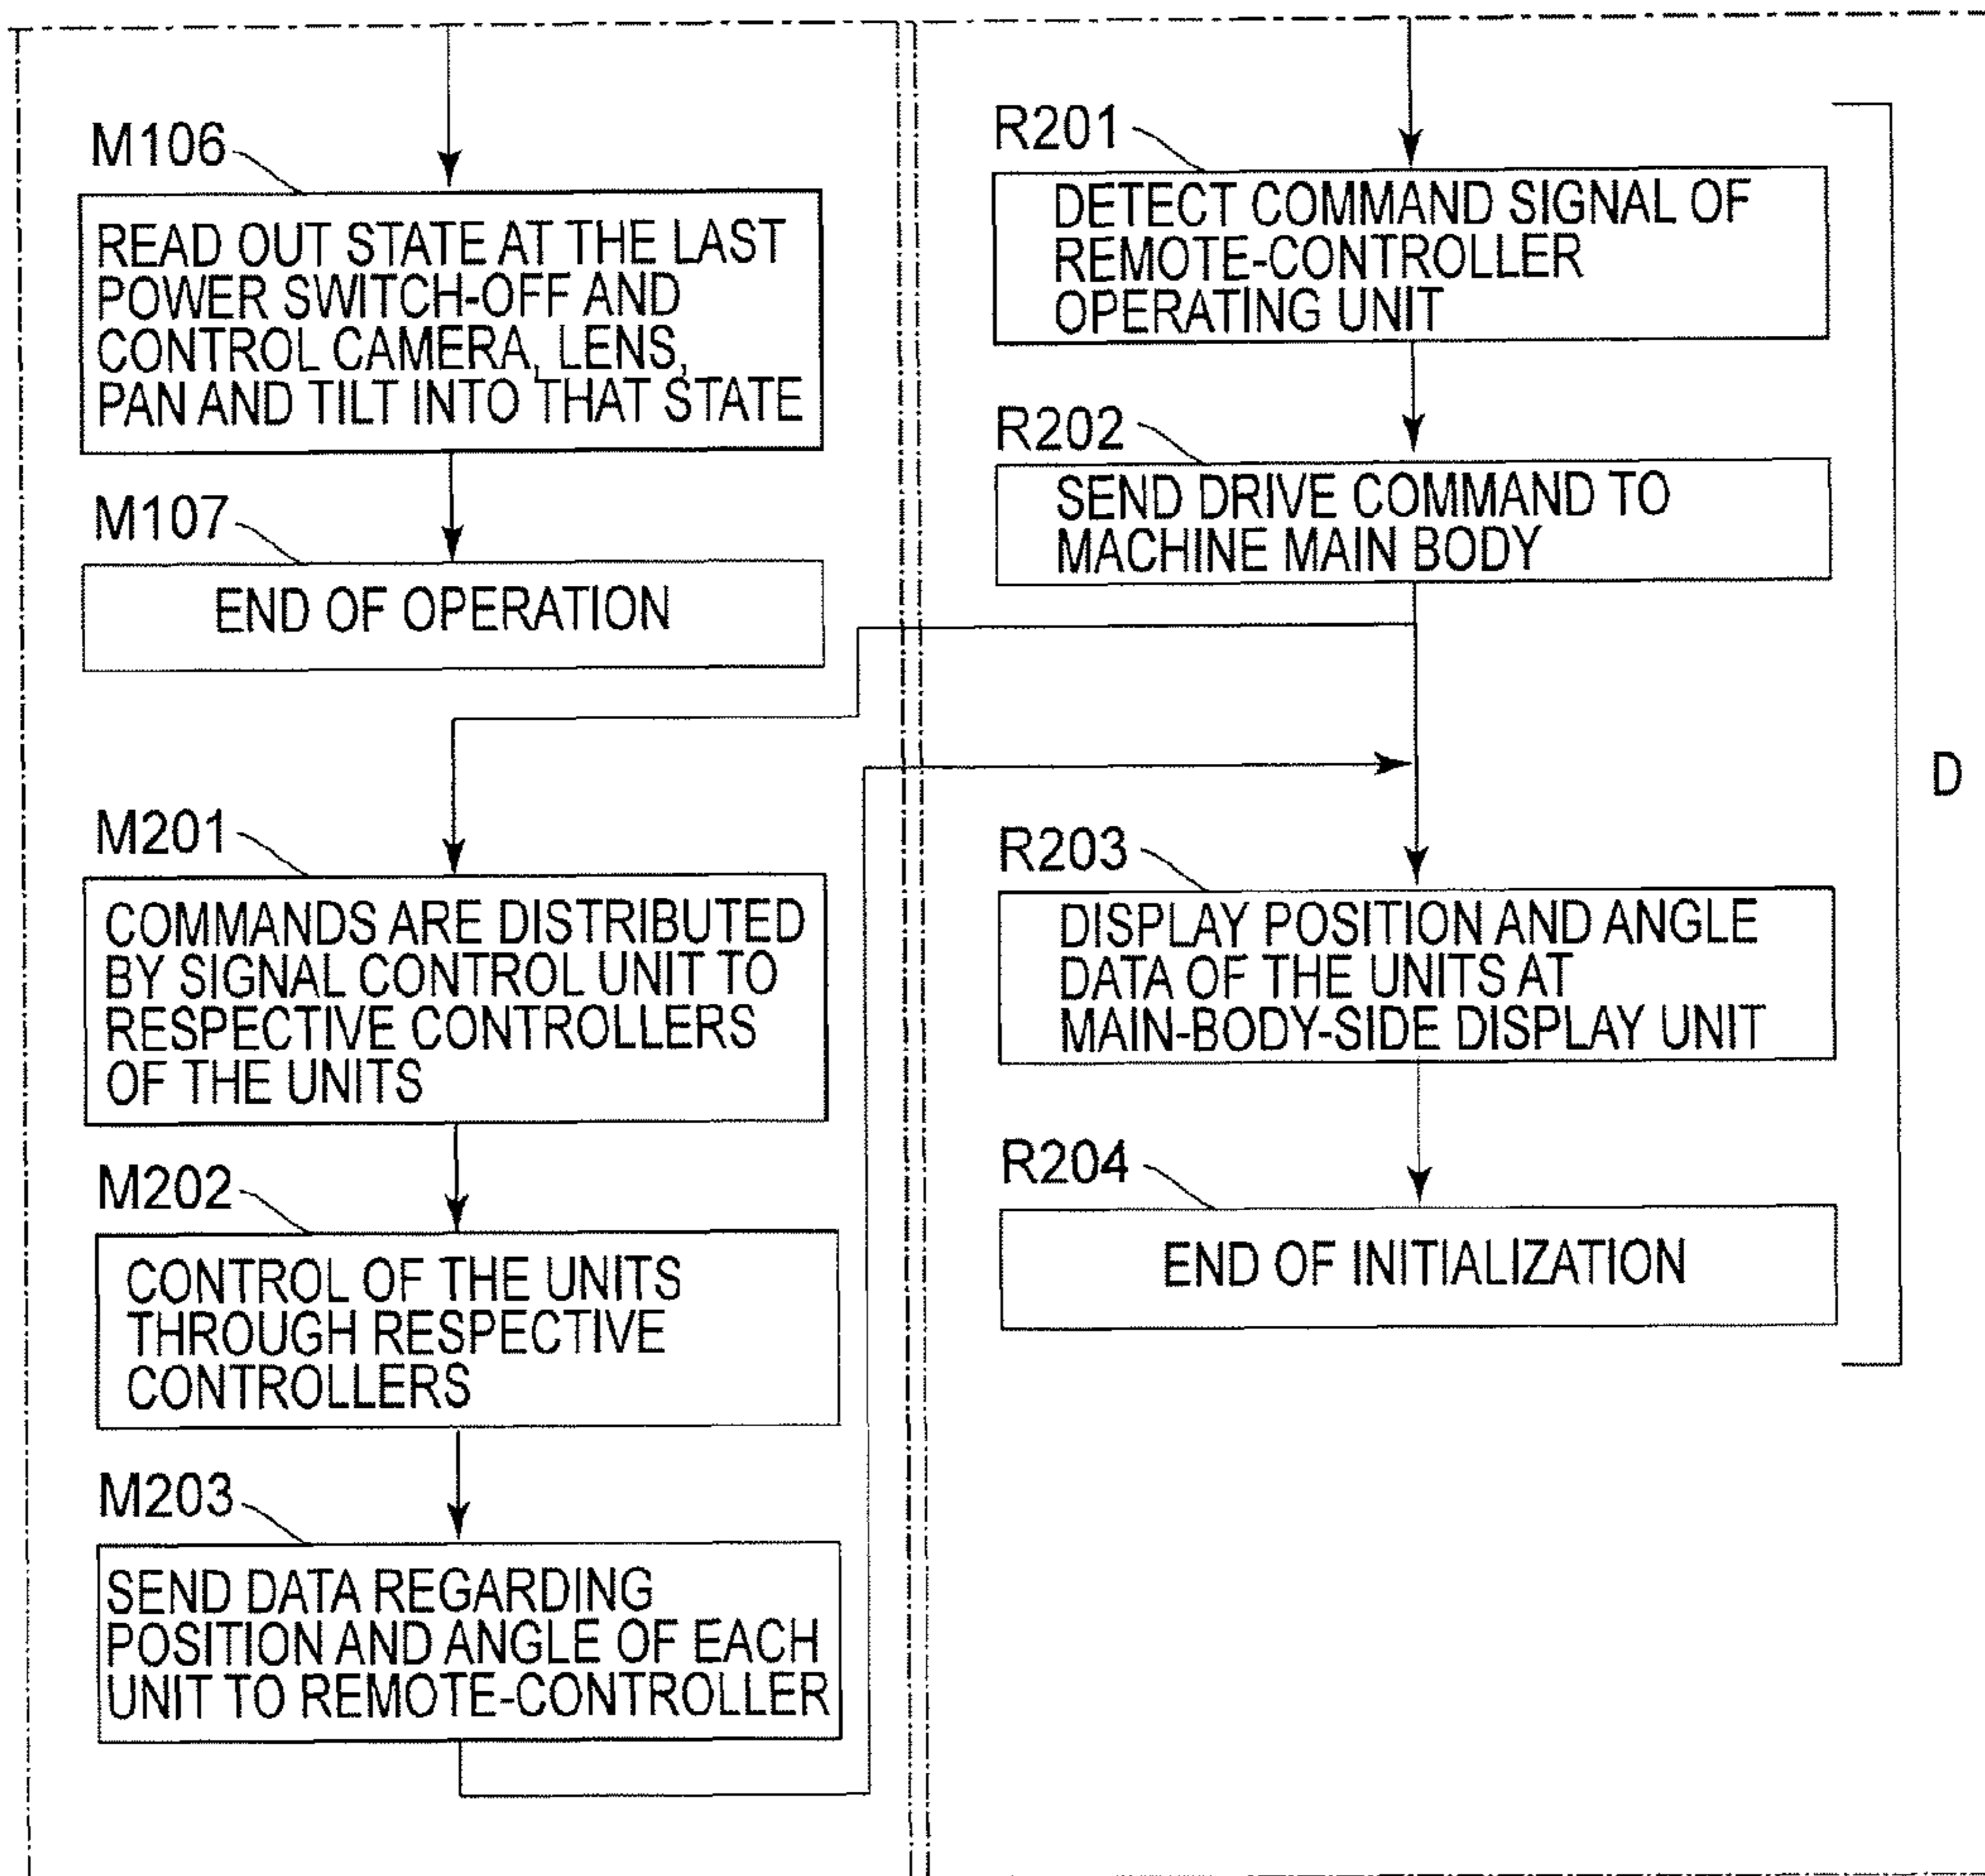 M106
READ OUT STATE AT THE LAST
POWER SWITCH-OFF AND
CONTROL CAMERA, LENS,
PAN AND TILT INTO THAT STATE
M107
END OF OPERATION
M201
COMMANDS ARE DISTRIBUTED
BY SIGNAL CONTROL UNIT TO
RESPECTIVE CONTROLLERS
OF THE UNITS
M202
CONTROL OF THE UNITS
THROUGH RESPECTIVE
CONTROLLERS
M203
SEND DATA REGARDING
POSITION AND ANGLE OF EACH
UNIT TO REMOTE-CONTROLLER
R201
DETECT COMMAND SIGNAL OF
REMOTE-CONTROLLER
OPERATING UNIT
R202
SEND DRIVE COMMAND TO
MACHINE MAIN BODY
R203
DISPLAY POSITION AND ANGLE
DATA OF THE UNITS AT
MAIN-BODY-SIDE DISPLAY UNIT
R204
END OF INITIALIZATION
D